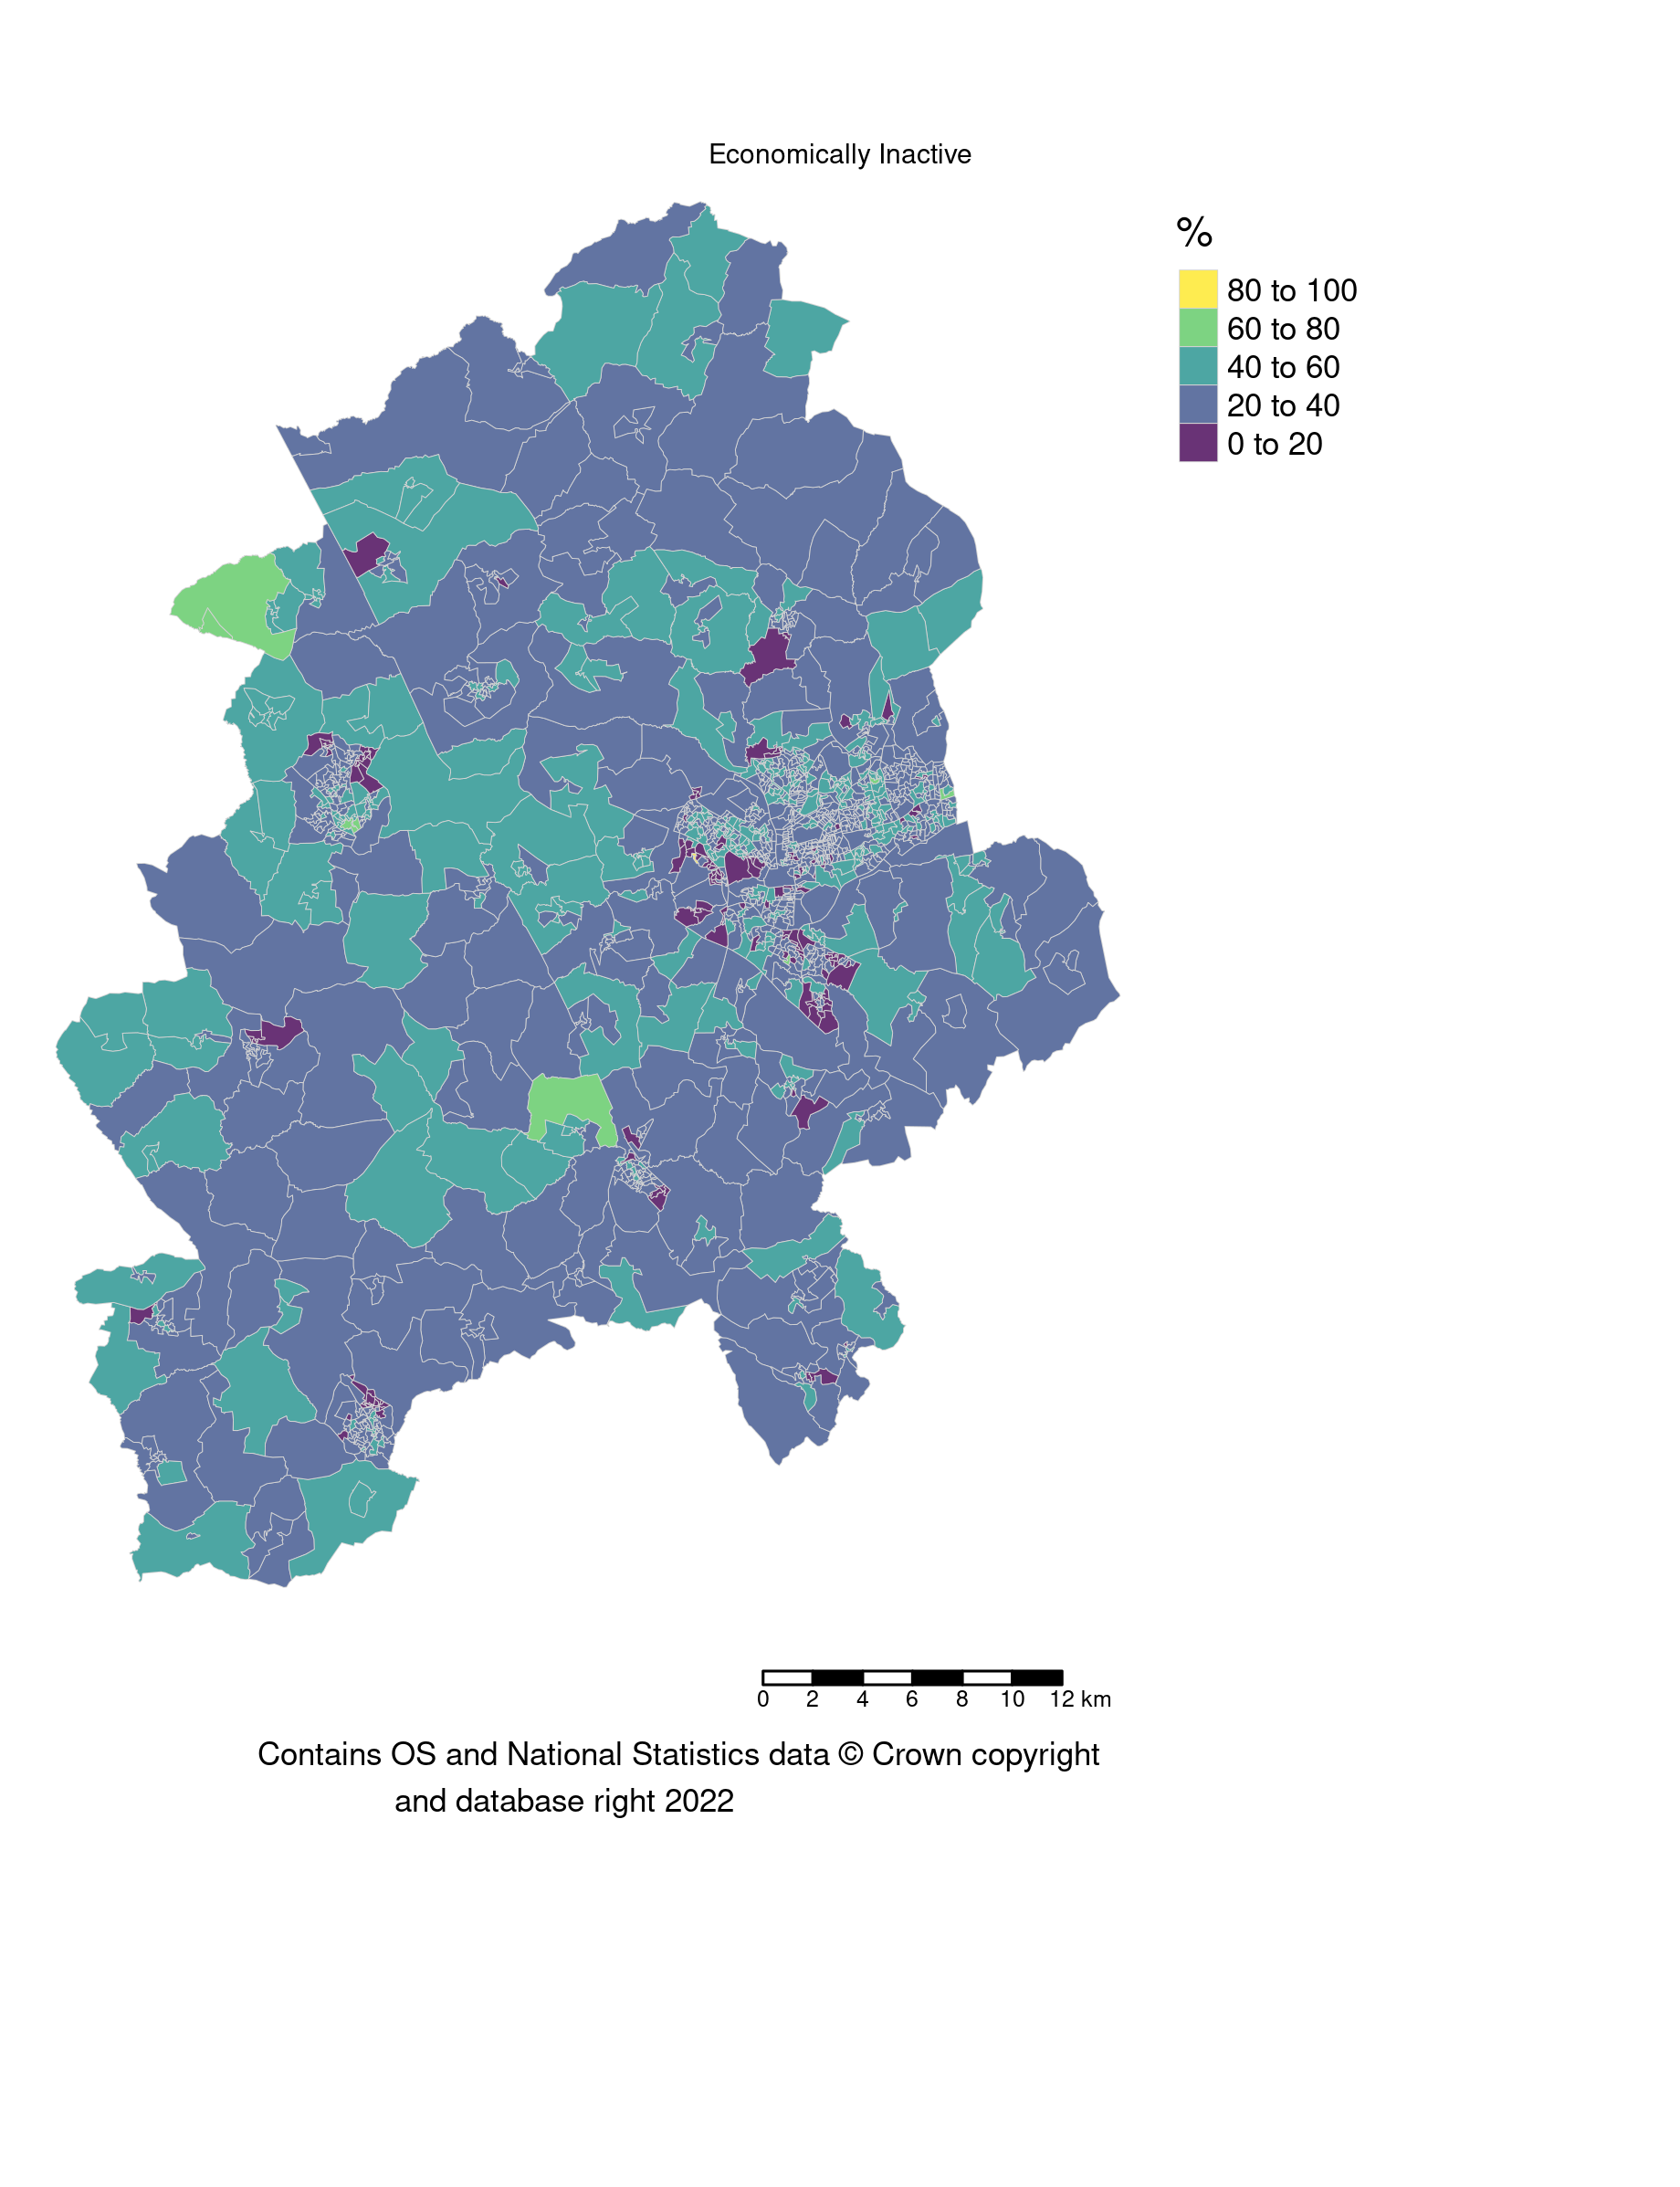 Economically Inactive
%
80 to 100
60 to 80
40 to 60
20 to 40
0 to 20
0 2 4 6 8 10 12 km
Contains OS and National Statistics data © Crown copyright
and database right 2022